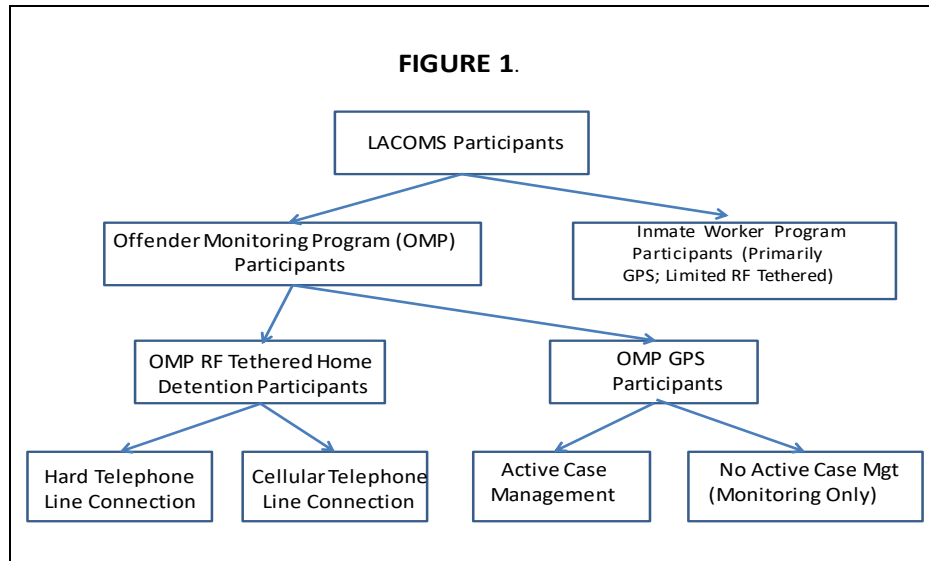 FIGURE 1.
LACOMS Participants
Offender Monitoring Program (OMP)
Participants
Inmate Worker Program
Participants (Primarily
GPS; Limited RF Tethered)
OMP RF Tethered Home
Detention Participants
OMP GPS
Participants
Hard Telephone
Line Connection
Cellular Telephone
Line Connection
Active Case
Management
No Active Case Mgt
(Monitoring Only)